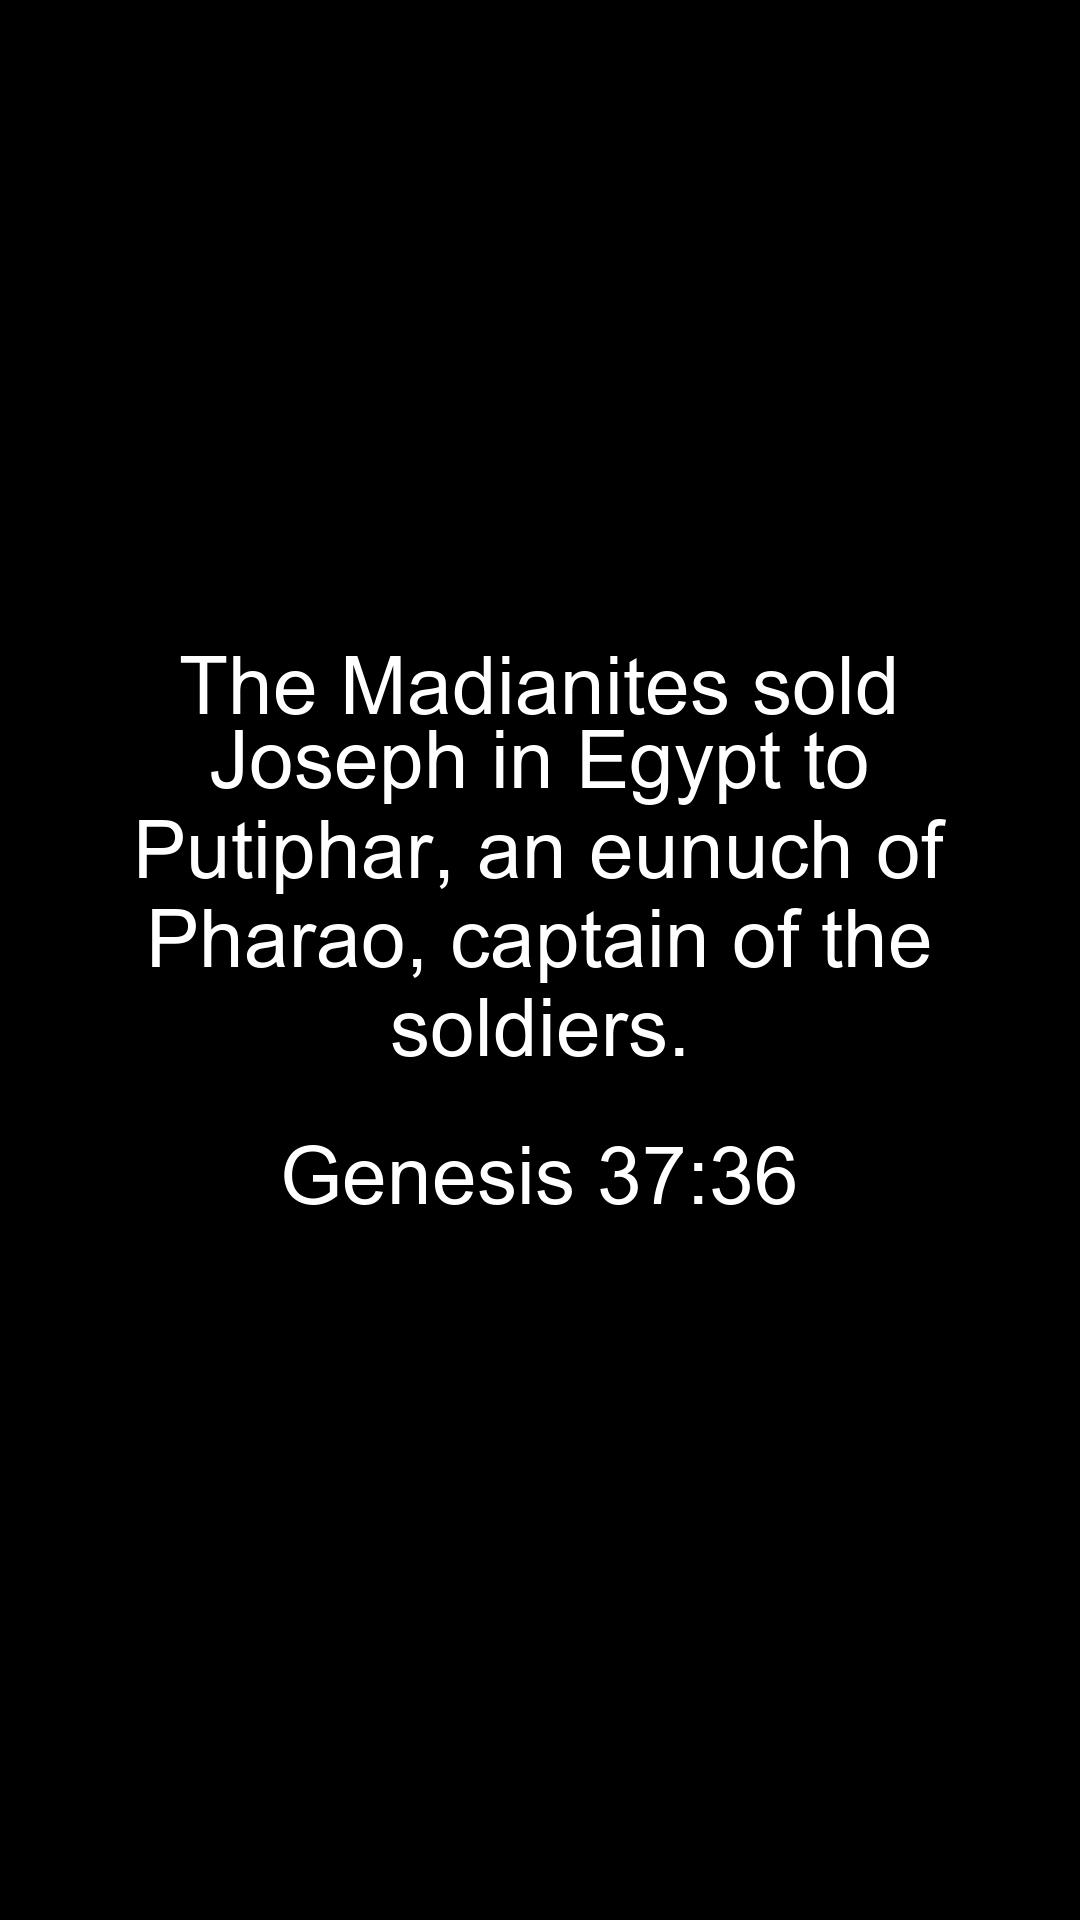 The Madianites sold
Joseph in Egypt to
Putiphar, an eunuch of
Pharao, captain of the
soldiers.
Genesis 37:36